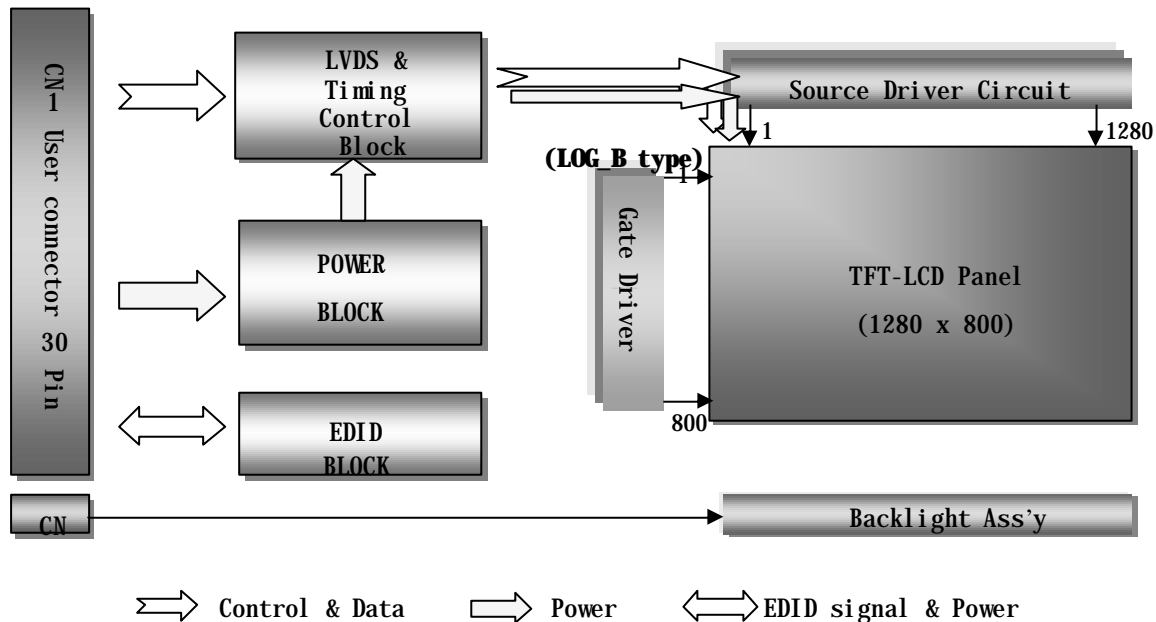 CN1 User connector 30 Pin
LVDS &
Timing
Control
Block
Source Driver Circuit
1
1280
(LOG_B type)
1
Gate Driver
POWER
BLOCK
TFT-LCD Panel
(1280 x 800)
800
EDID
BLOCK
CN
Backlight Ass'y
Control & Data
Power
EDID signal & Power